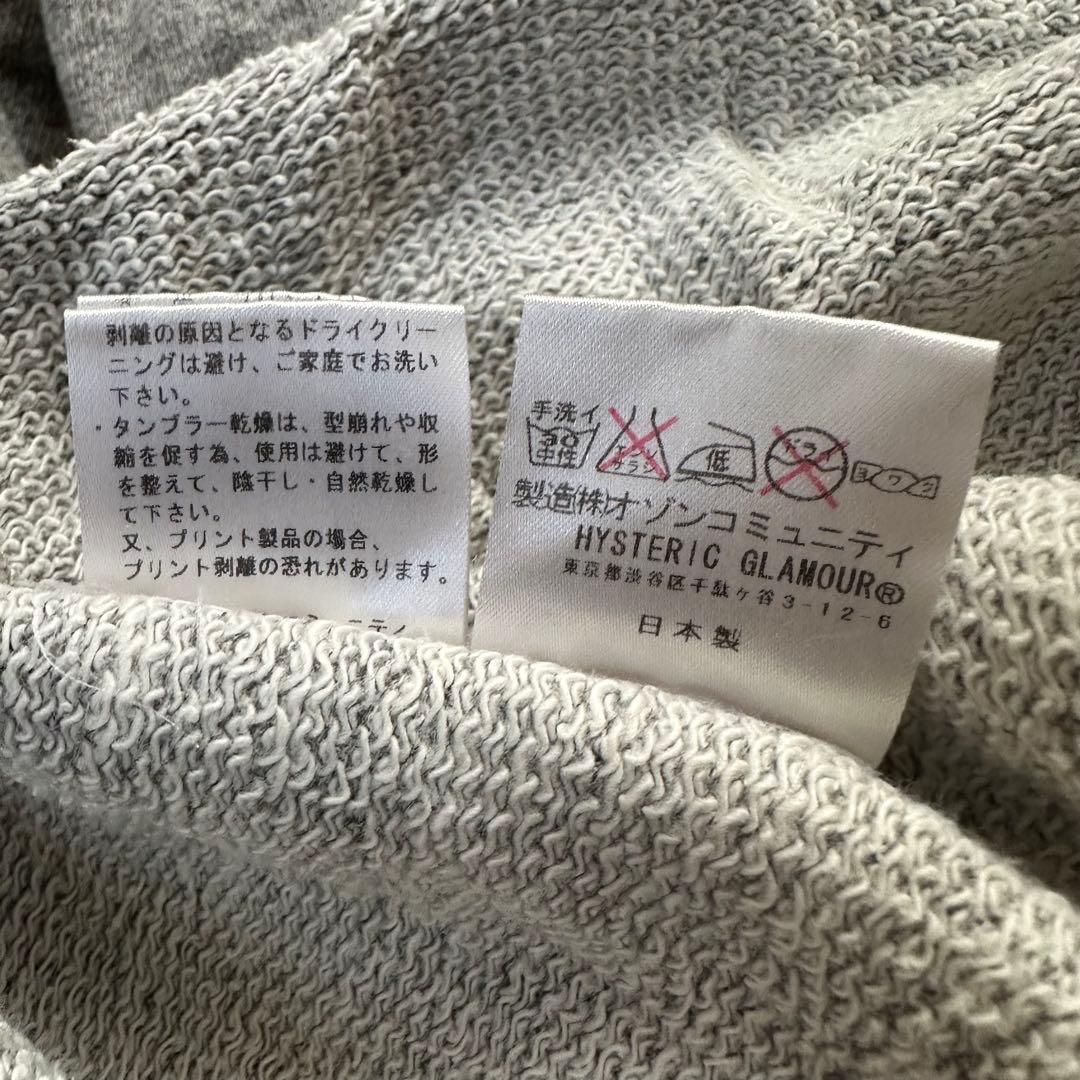 剥離の原因となるドライクリー
ニングは避け、ご家庭でお洗い
下さい。
・タンブラー乾燥は、型崩れや収
縮を促す為、使用は避けて、形
を整えて、陰干し・自然乾燥し
て下さい。
又、プリント製品の場合、
プリント剥離の恐れがあります。
手洗イ
30
中性
エンソ
サラシ
低
ドライ
ヨワク
製造(株)オゾンコミュニティ
HYSTERIC GLAMOUR®
東京都渋谷区千駄ヶ谷3-12-6
日本製